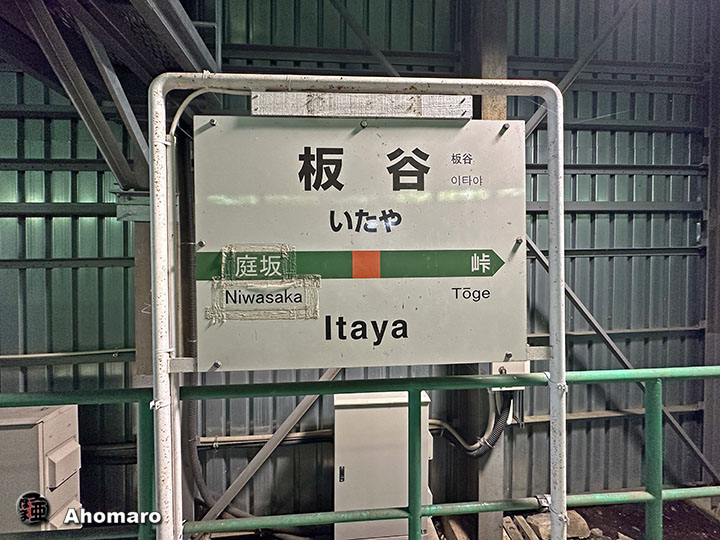 板谷
板谷
이타야
いたや
庭坂
峠
Niwasaka
Tōge
Itaya
Ahomaro